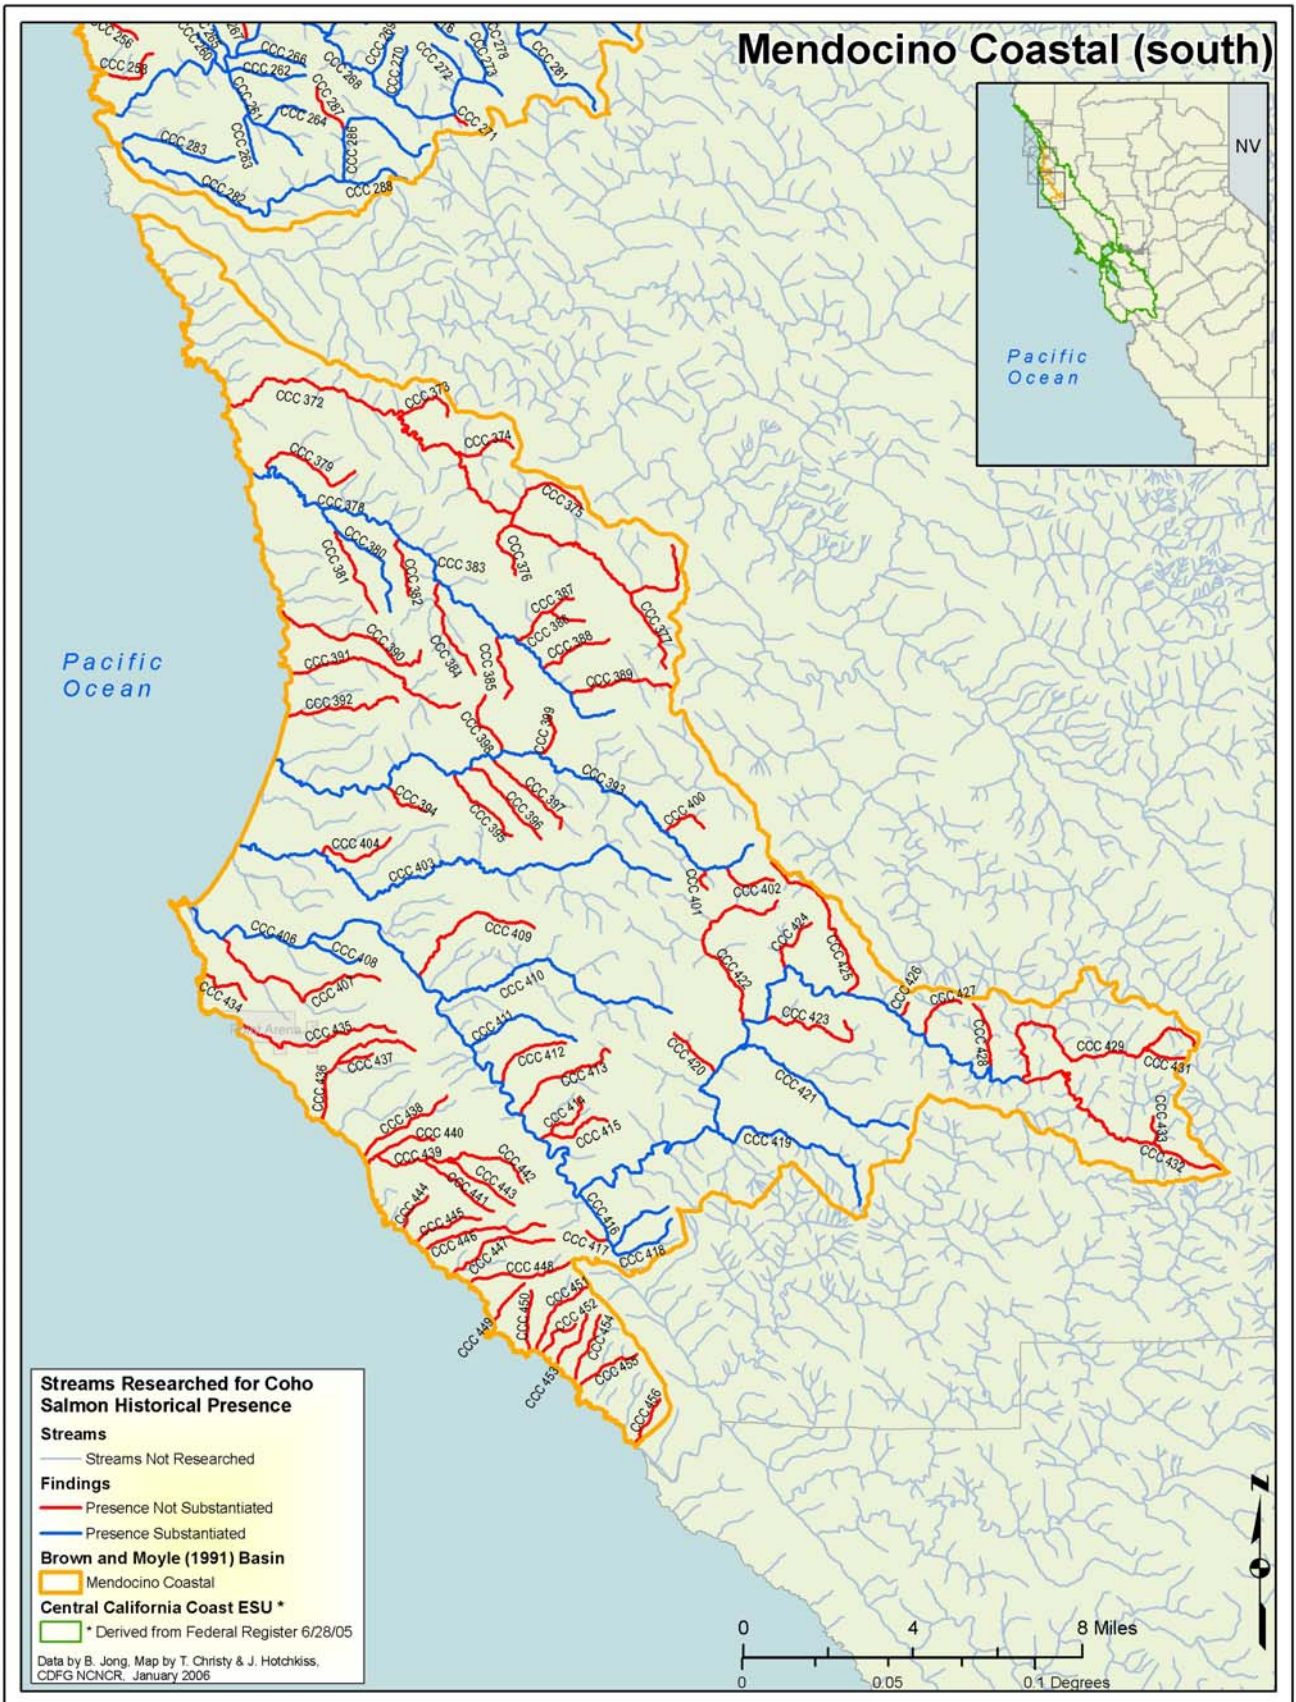 Mendocino Coastal (south)
CCC 256
CCC 258
CCC 260
CCC 266
CCC 262
CCC 268
CCC 210
CCC 272
CCC 273
CCC 278
CCC 281
CCC 261
CCC 264
CCC 287
CCC 271
CCC 283
CCC 263
CCC 286
CCC 282
CCC 288
NV
Pacific
Ocean
CCC 372
CCC 373
CCC 374
CCC 379
CCC 375
CCC 378
CCC 380
CCC 381
CCC 382
CCC 383
CCC 376
CCC 387
CCC 386
CCC 388
CCC 377
CCC 390
CCC 384
CCC 385
CCC 391
CCC 389
CCC 392
Pacific
Ocean
CCC 398
CCC 399
CCC 393
CCC 394
CCC 395
CCC 396
CCC 397
CCC 400
CCC 404
CCC 403
CCC 401
CCC 402
CCC 406
CCC 408
CCC 409
CCC 424
CCC 425
CCC 422
CCC 410
CCC 407
CCC 434
CCC 426
CCC 427
CCC 423
CCC 411
Point Arena
CCC 435
CCC 437
CCC 412
CCC 413
CCC 420
CCC 428
CCC 429
CCC 431
CCC 436
CCC 421
CCC 438
CCC 414
CCC 415
CCC 433
CCC 440
CCC 439
CCC 442
CCC 419
CCC 432
CCC 441
CCC 443
CCC 444
CCC 445
CCC 416
CCC 446
CCC 447
CCC 417
CCC 418
CCC 448
CCC 451
CCC 450
CCC 452
CCC 449
CCC 454
CCC 453
CCC 455
CCC 456
Streams Researched for Coho
Salmon Historical Presence
Streams
Streams Not Researched
Findings
Presence Not Substantiated
Presence Substantiated
Brown and Moyle (1991) Basin
Mendocino Coastal
Central California Coast ESU *
* Derived from Federal Register 6/28/05
Data by B. Jong, Map by T. Christy & J. Hotchkiss,
CDFG NCNCR, January 2006
Z
0 4 8 Miles
0 0.05 0.1 Degrees